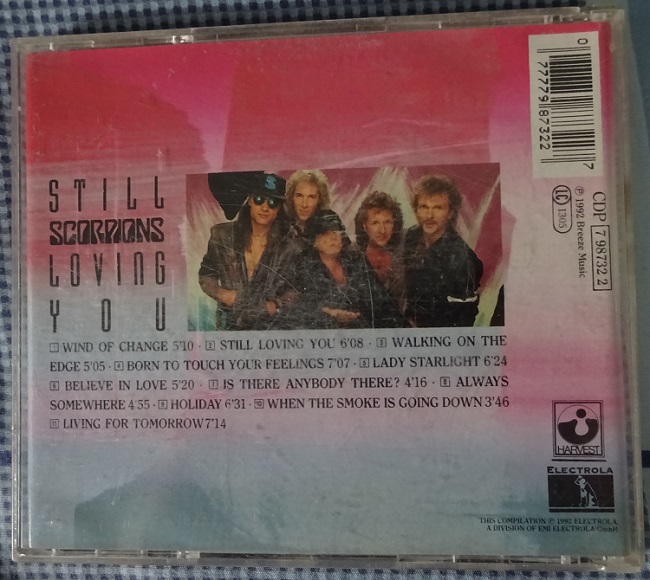 STILL
SCORPIONS
LOVING
YOU
1 WIND OF CHANGE 5'10 · 2 STILL LOVING YOU 6'08 · 3 WALKING ON THE
EDGE 5'05 · 4 BORN TO TOUCH YOUR FEELINGS 7'07 · 5 LADY STARLIGHT 6'24
6 BELIEVE IN LOVE 5'20 · 7 IS THERE ANYBODY THERE? 4'16 · 8 ALWAYS
SOMEWHERE 4'55 · 9 HOLIDAY 6'31 · 10 WHEN THE SMOKE IS GOING DOWN 3'46
11 LIVING FOR TOMORROW 7'14
0 77779 87322 7
CDP 7 98732 2
℗ 1992 Breeze Music
LC 1305
HARVEST
ELECTROLA
THIS COMPILATION ℗ 1992 ELECTROLA,
A DIVISION OF EMI ELECTROLA GmbH